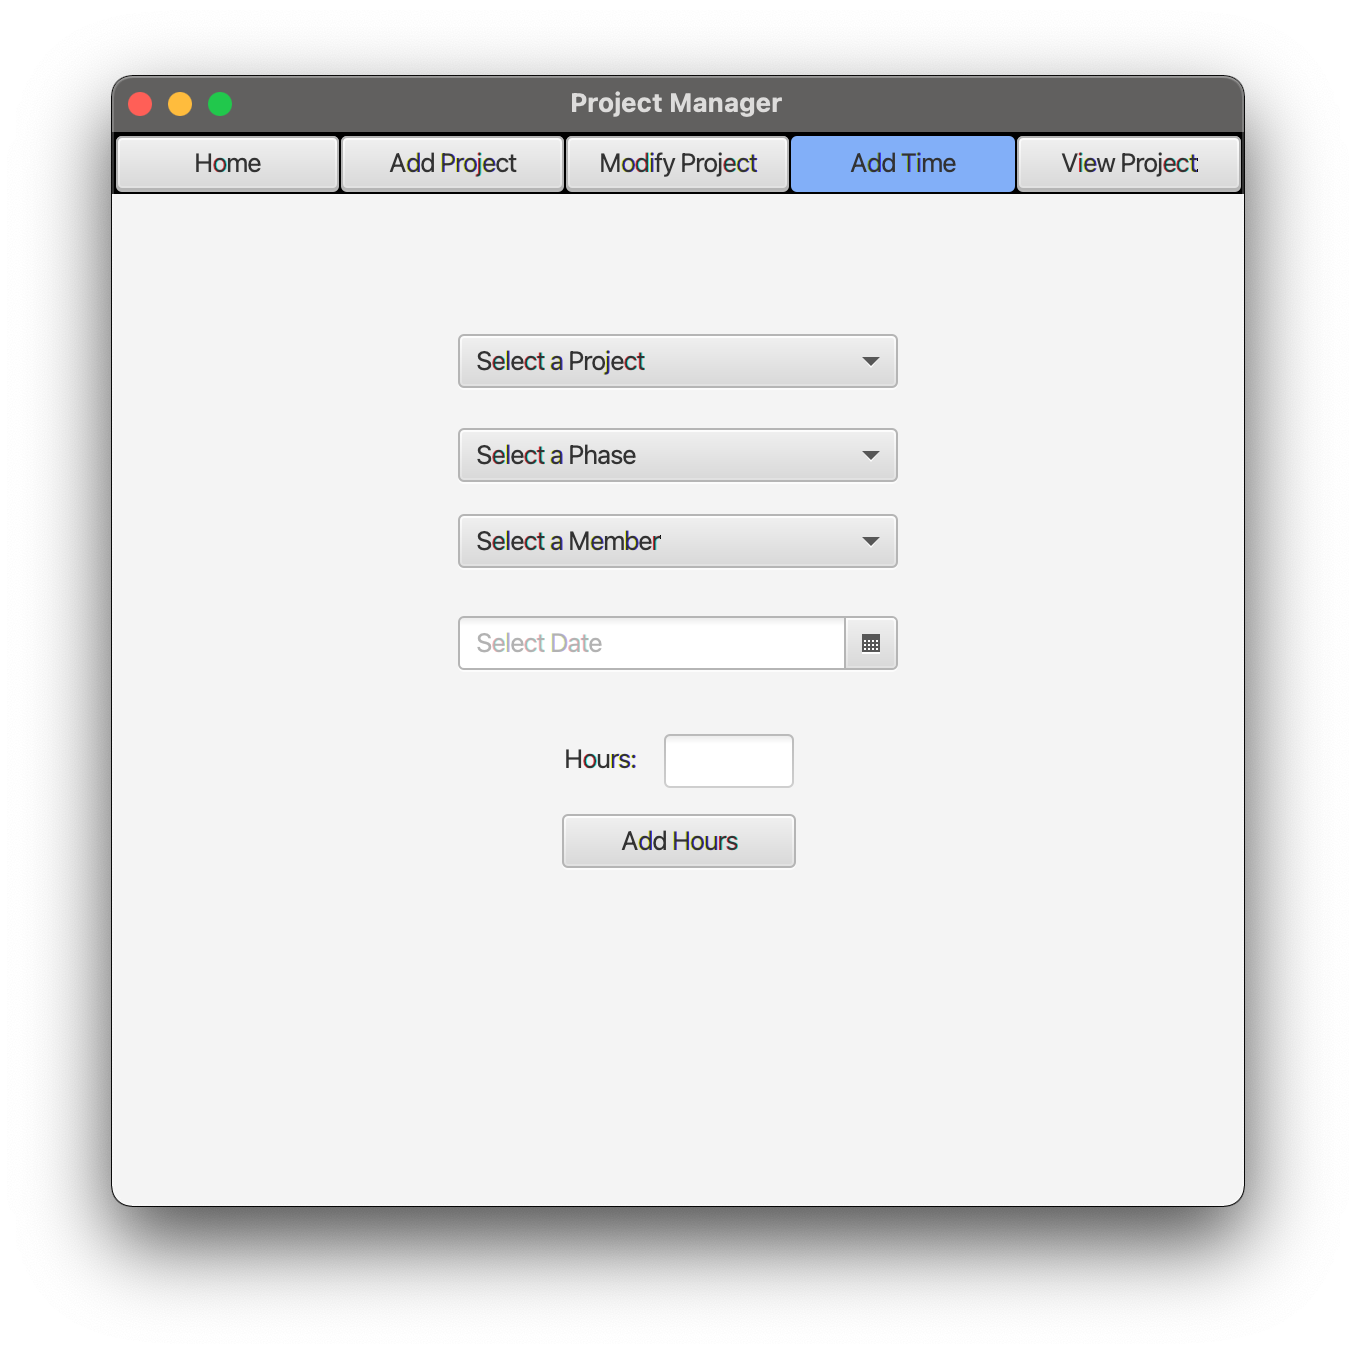 Project Manager
Home Add Project Modify Project Add Time View Project
Select a Project
Select a Phase
Select a Member
Select Date
Hours:
Add Hours